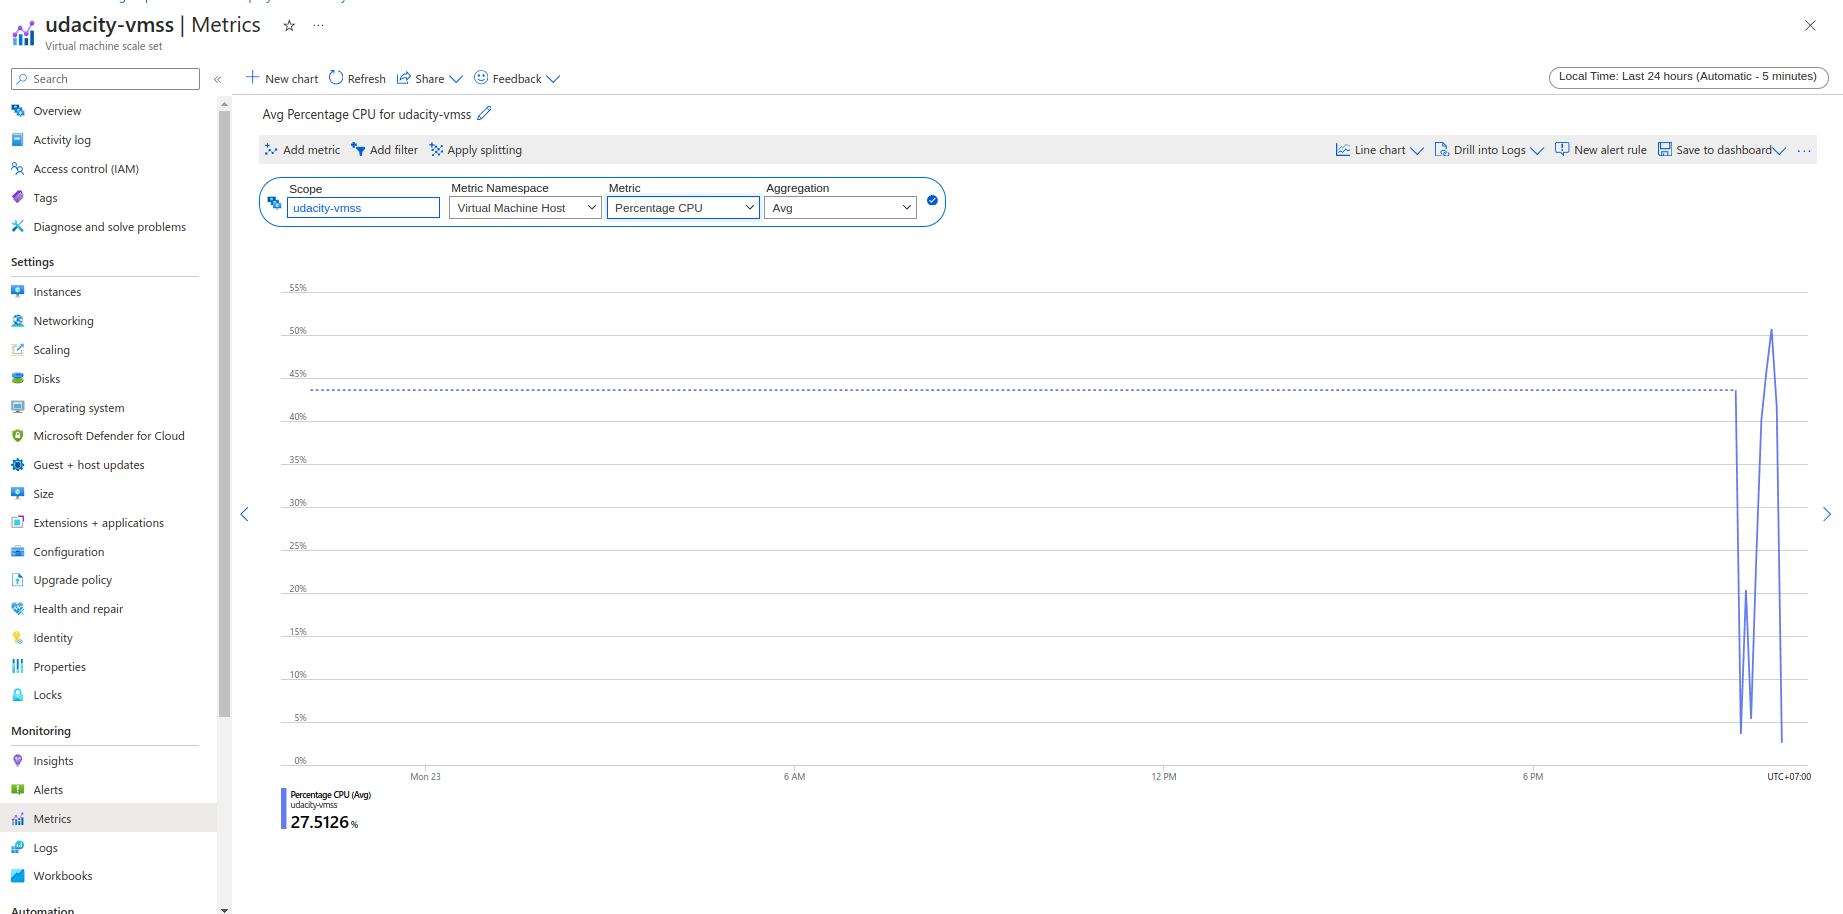 udacity-vmss | Metrics
Virtual machine scale set
Search
Overview
Activity log
Access control (IAM)
Tags
Diagnose and solve problems
Settings
Instances
Networking
Scaling
Disks
Operating system
Microsoft Defender for Cloud
Guest + host updates
Size
Extensions + applications
Configuration
Upgrade policy
Health and repair
Identity
Properties
Locks
Monitoring
Insights
Alerts
Metrics
Logs
Workbooks
Automation
New chart Refresh Share Feedback
Local Time: Last 24 hours (Automatic - 5 minutes)
Avg Percentage CPU for udacity-vmss
Add metric Add filter Apply splitting
Line chart Drill into Logs New alert rule Save to dashboard
Scope Metric Namespace Metric Aggregation
udacity-vmss Virtual Machine Host Percentage CPU Avg
55%
50%
45%
40%
35%
30%
25%
20%
15%
10%
5%
0%
Mon 23 6 AM 12 PM 6 PM UTC+07:00
Percentage CPU (Avg)
udacity-vmss
27.5126 %